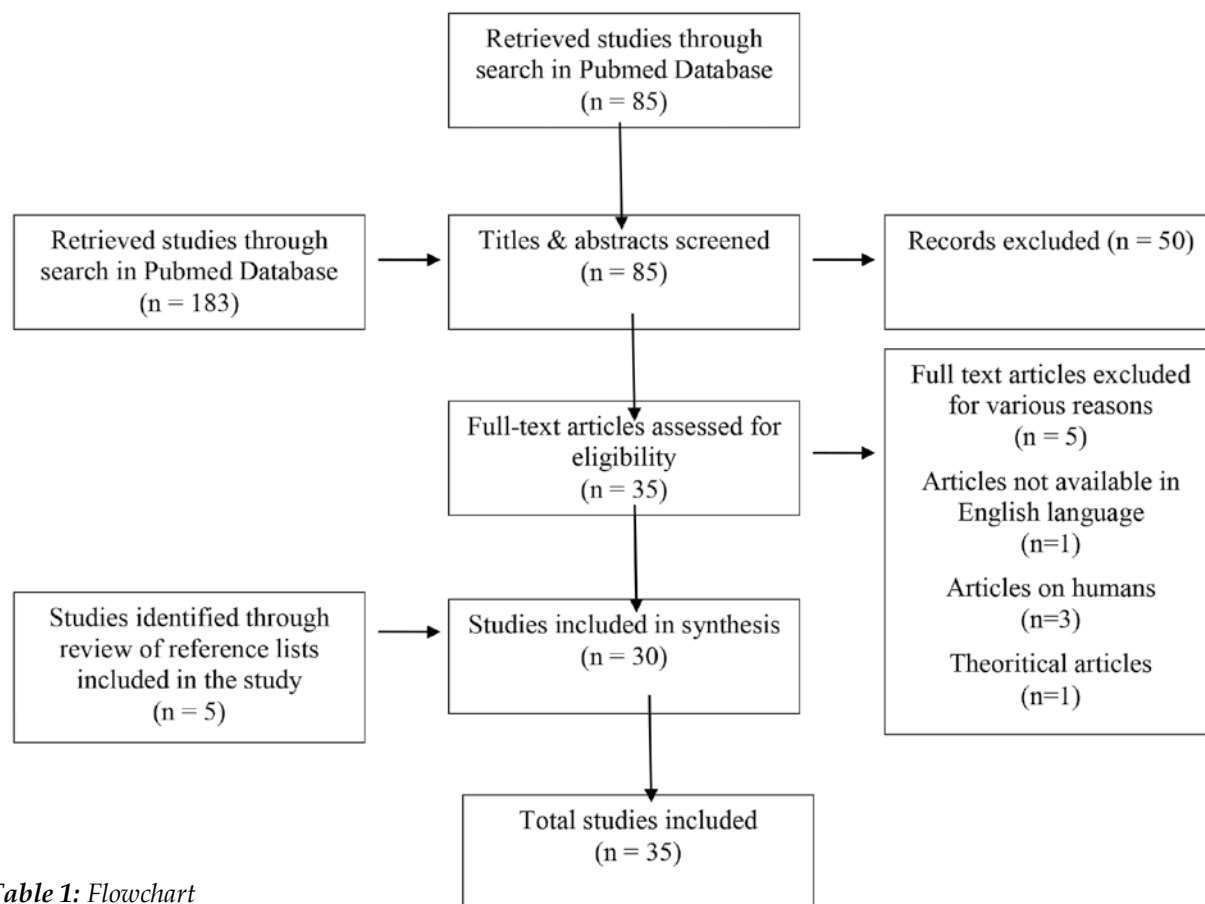 Retrieved studies through
search in Pubmed Database
(n = 85)
Retrieved studies through
search in Pubmed Database
(n = 183)
Titles & abstracts screened
(n = 85)
Records excluded (n = 50)
Full-text articles assessed for
eligibility
(n = 35)
Full text articles excluded
for various reasons
(n = 5)
Articles not available in
English language
(n=1)
Articles on humans
(n=3)
Theoritical articles
(n=1)
Studies identified through
review of reference lists
included in the study
(n = 5)
Studies included in synthesis
(n = 30)
Total studies included
(n = 35)
Table 1: Flowchart